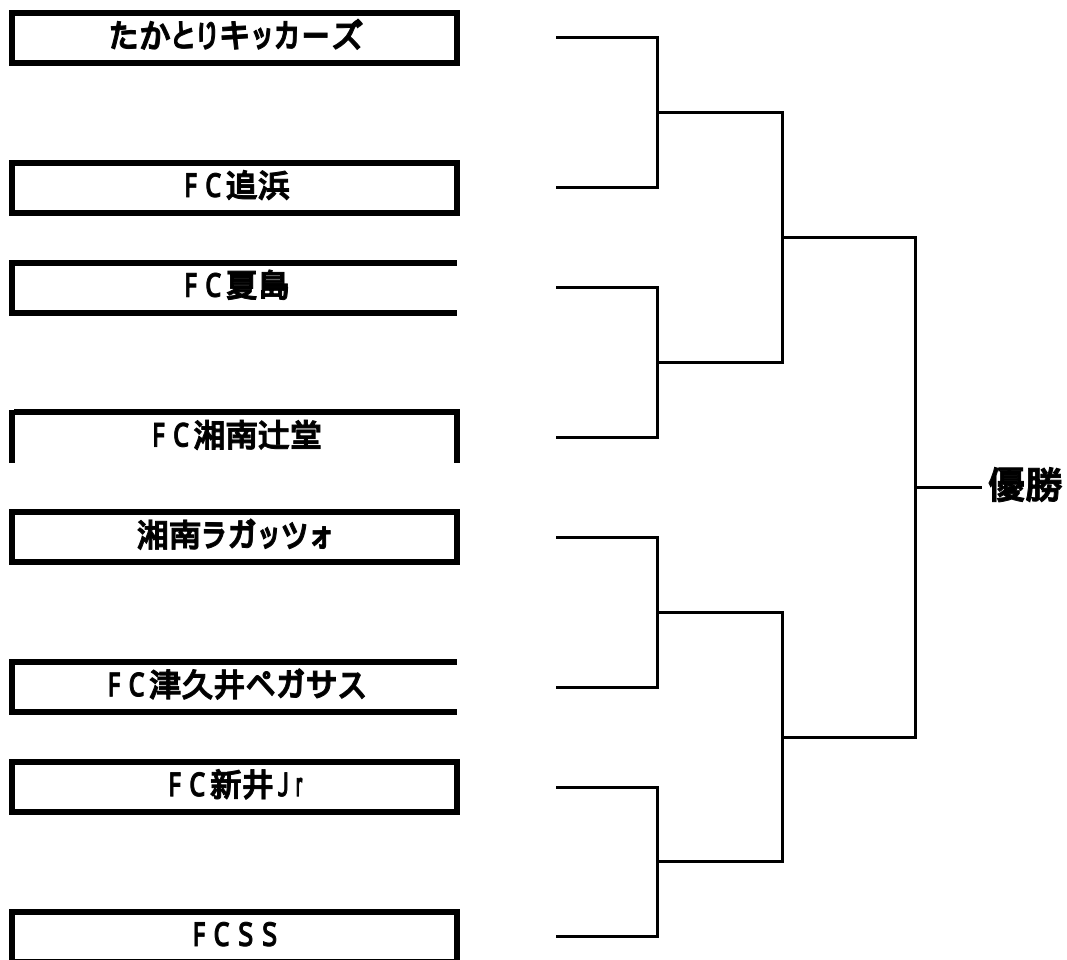 たかとりキッカーズ
ＦＣ追浜
ＦＣ夏島
ＦＣ湘南辻堂
優勝
湘南ラガッツォ
ＦＣ津久井ペガサス
ＦＣ新井Ｊｒ
ＦＣＳＳ